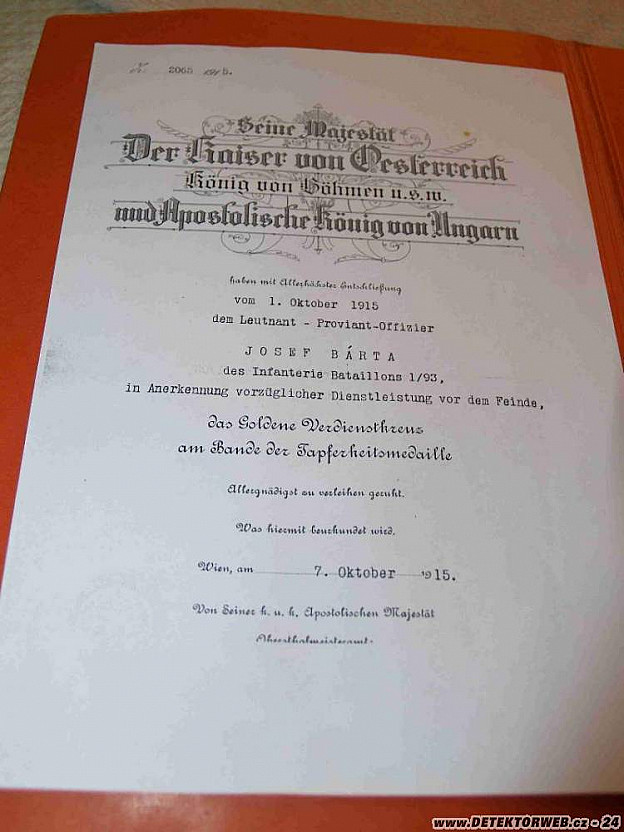 2065 1915.
Seine Majestät
Der Kaiser von Oesterreich
König von Böhmen u.s.w.
und Apostolische König von Ungarn
haben mit Allerhöchster Entschließung
vom 1. Oktober 1915
dem Leutnant - Proviant-Offizier
JOSEF BÁRTA
des Infanterie Bataillons 1/93,
in Anerkennung vorzüglicher Dienstleistung vor dem Feinde,
das Goldene Verdienstkreuz
am Bande der Tapferkeitsmedaille
Allergnädigst zu verleihen geruht.
Was hiermit beurkundet wird.
Wien, am 7. Oktober 1915.
Von Seiner k. u. k. Apostolischen Majestät
www.DETEKTORWEB.cz - 24